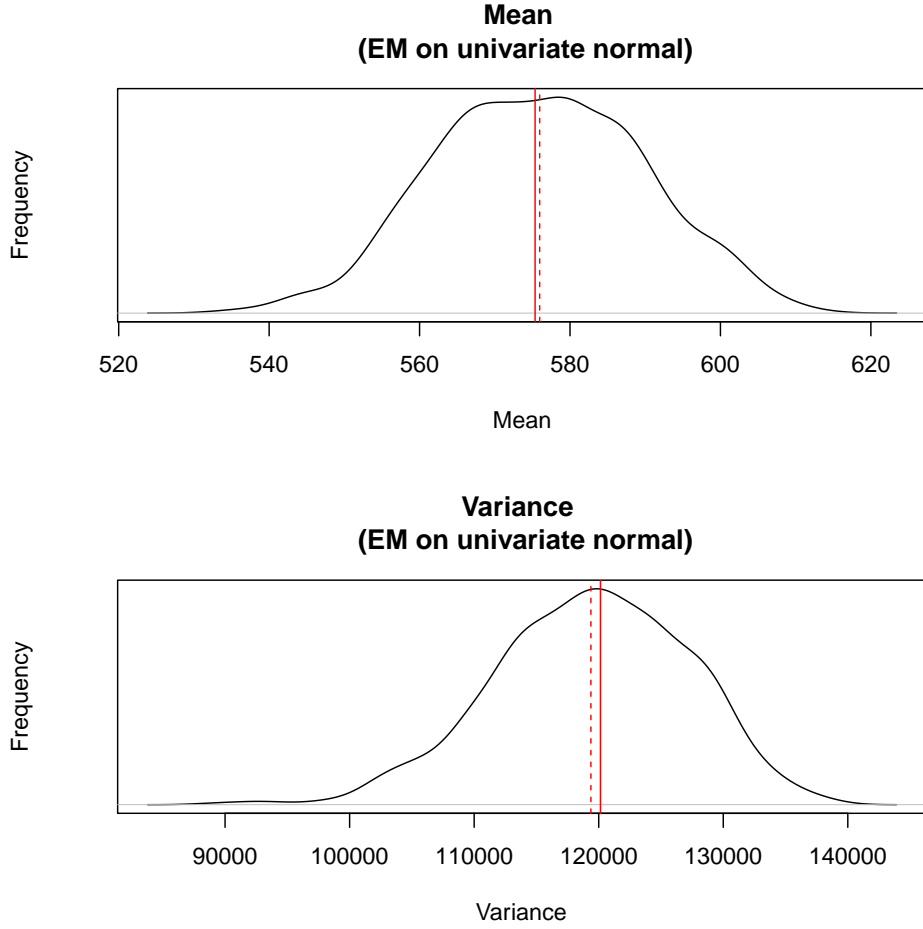 Mean
(EM on univariate normal)
Frequency
520 540 560 580 600 620
Mean
Variance
(EM on univariate normal)
Frequency
90000 100000 110000 120000 130000 140000
Variance